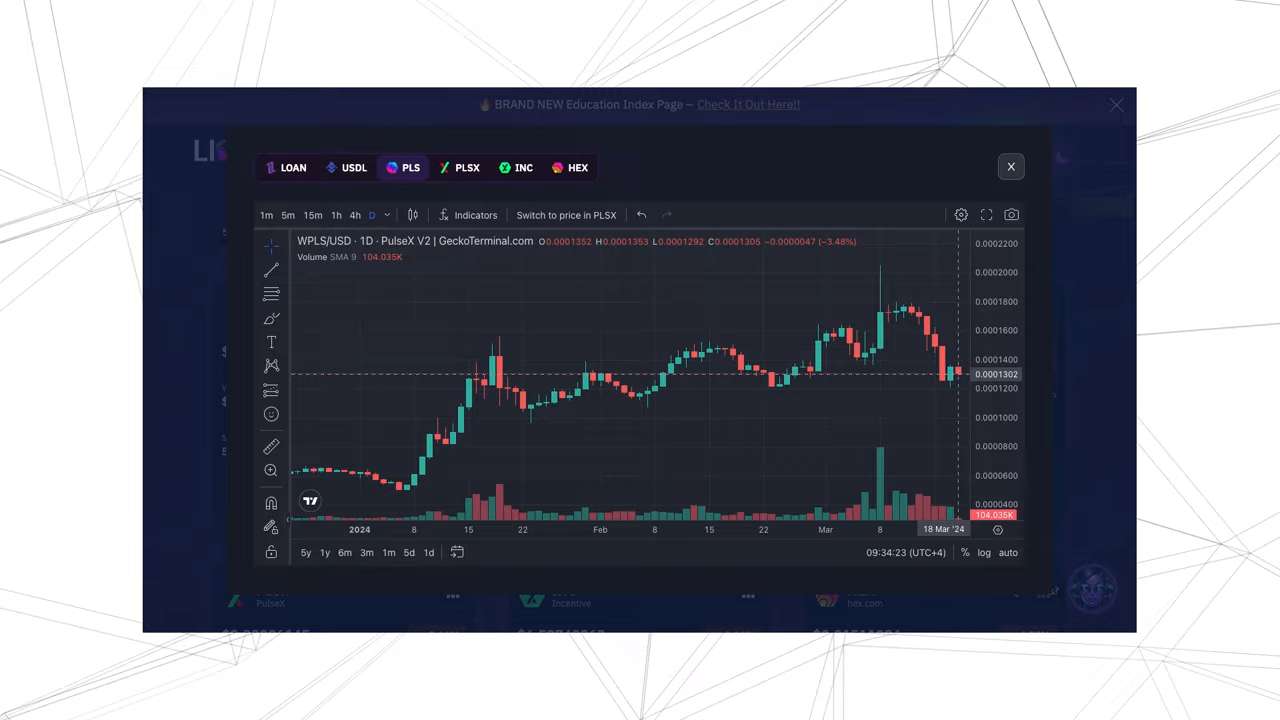 🔥 BRAND NEW Education Index Page – Check It Out Here!!
LI
LOAN USDL PLS PLSX INC HEX X
1m 5m 15m 1h 4h D Indicators Switch to price in PLSX
WPLS/USD · 1D · PulseX V2 | GeckoTerminal.com O0.0001352 H0.0001353 L0.0001292 C0.0001305 −0.0000047 (−3.48%)
Volume SMA 9 104.035K
0.0002200
0.0002000
0.0001800
0.0001600
0.0001400
0.0001302
0.0001200
0.0001000
0.0000800
0.0000600
0.0000400
104.035K
2024 8 15 22 Feb 8 15 22 Mar 8 18 Mar '24
5y 1y 6m 3m 1m 5d 1d 09:34:23 (UTC+4) % log auto
PulseX Incentive hex.com